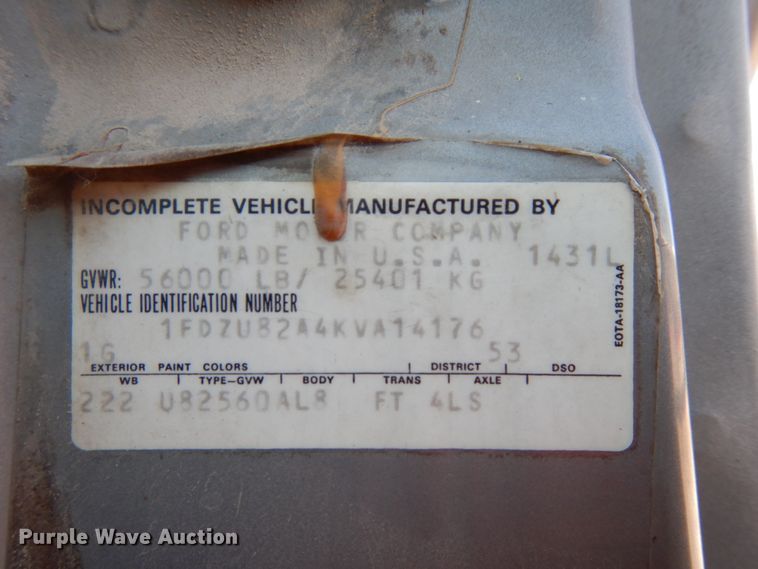 INCOMPLETE VEHICLE MANUFACTURED BY
FORD MOTOR COMPANY
MADE IN U.S.A. 1431L
GVWR: 56000 LB/ 25401 KG
VEHICLE IDENTIFICATION NUMBER
1FDZU82A4KVA14176
1G 53
EXTERIOR PAINT COLORS DISTRICT DSO
WB TYPE-GVW BODY TRANS AXLE
222 U82560AL8 FT 4LS
EOTA-18173-AA
Purple Wave Auction